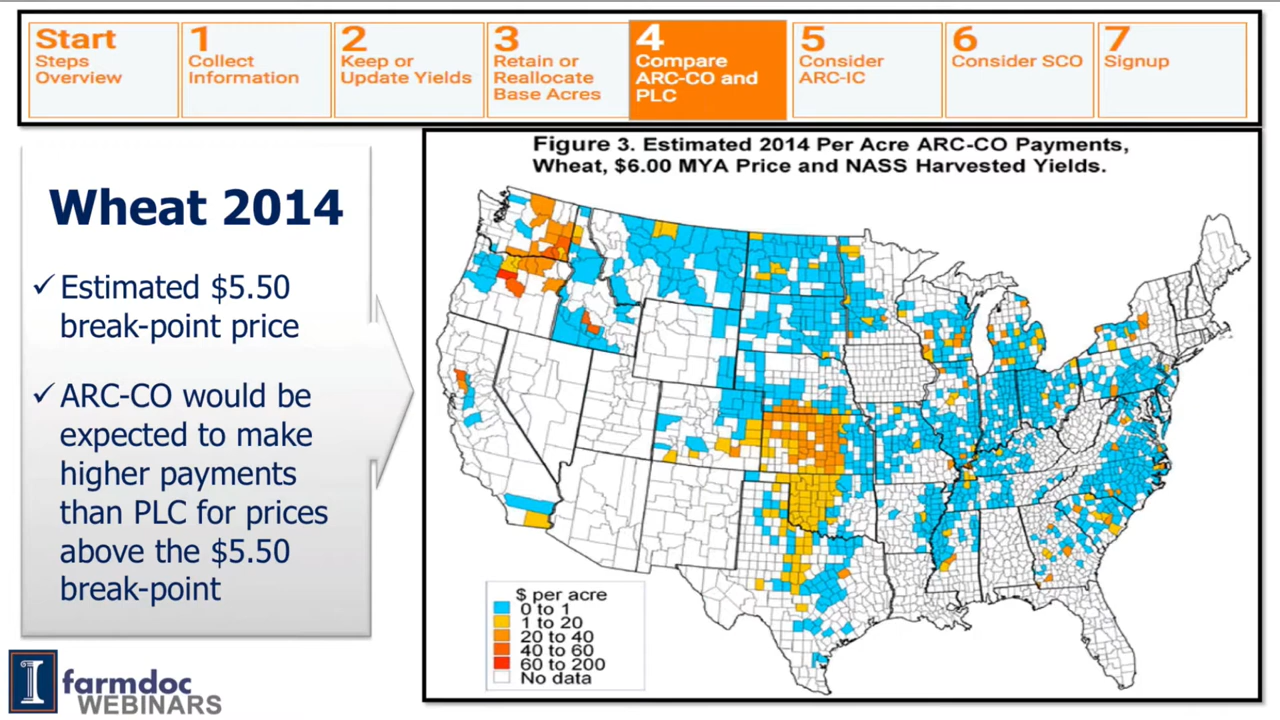 Start
Steps
Overview
1
Collect
Information
2
Keep or
Update Yields
3
Retain or
Reallocate
Base Acres
4
Compare
ARC-CO and
PLC
5
Consider
ARC-IC
6
Consider SCO
7
Signup
Wheat 2014
✓ Estimated $5.50
break-point price
✓ ARC-CO would be
expected to make
higher payments
than PLC for prices
above the $5.50
break-point
Figure 3. Estimated 2014 Per Acre ARC-CO Payments,
Wheat, $6.00 MYA Price and NASS Harvested Yields.
$ per acre
0 to 1
1 to 20
20 to 40
40 to 60
60 to 200
No data
I
farmdoc
WEBINARS